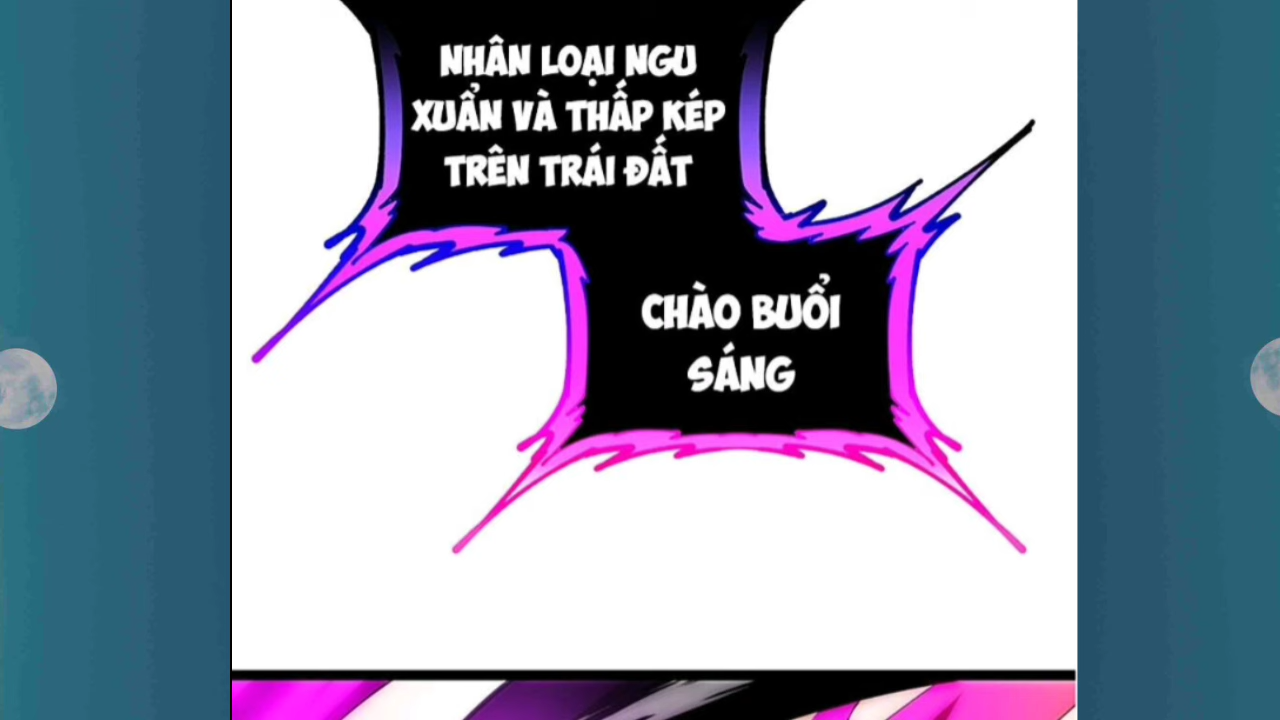 NHÂN LOẠI NGU
XUẨN VÀ THẤP KÉP
TRÊN TRÁI ĐẤT
CHÀO BUỔI
SÁNG